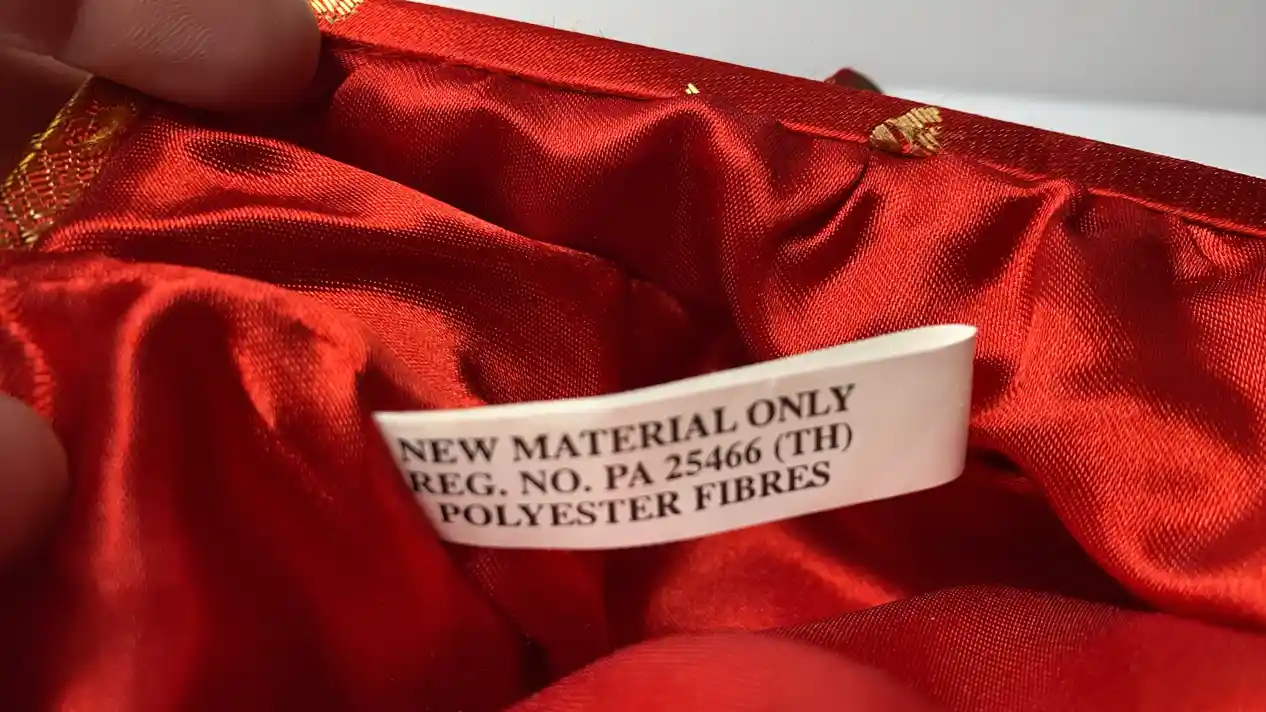 NEW MATERIAL ONLY
REG. NO. PA 25466 (TH)
POLYESTER FIBRES